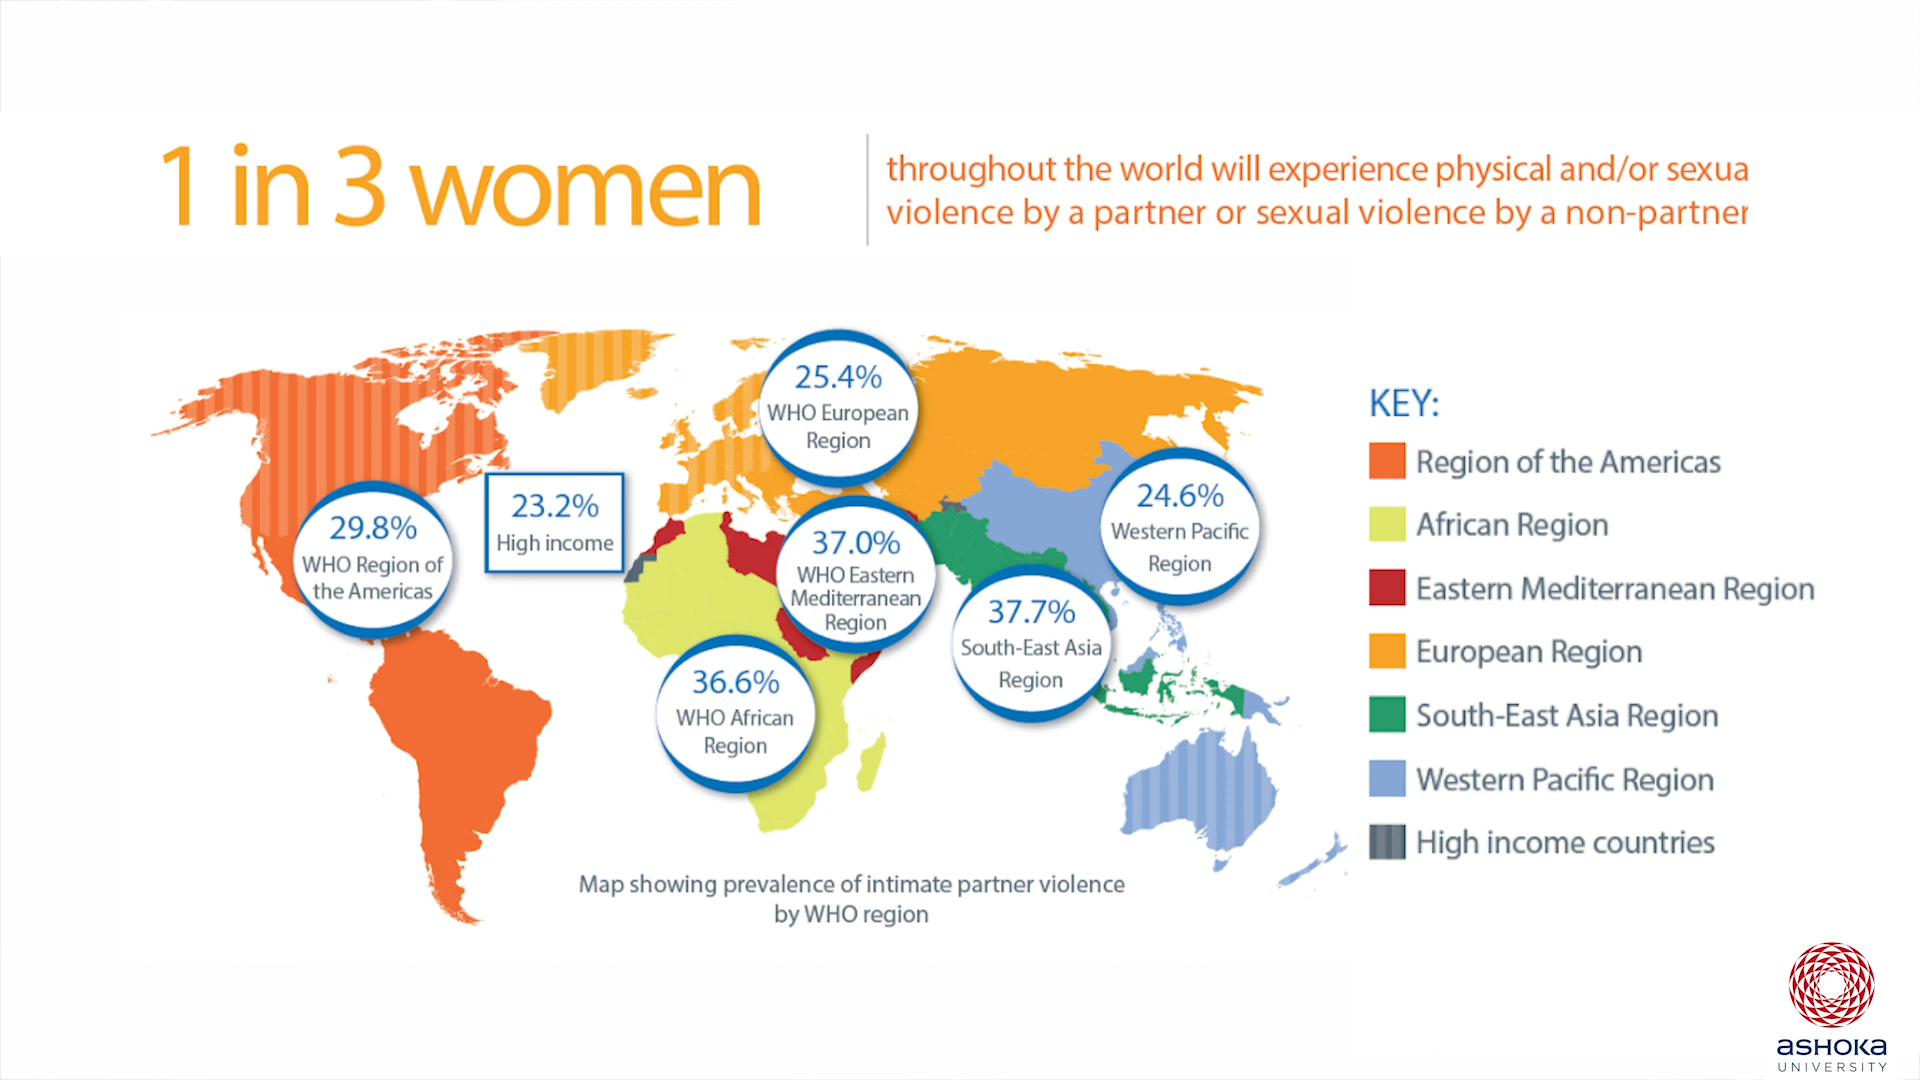 1 in 3 women
throughout the world will experience physical and/or sexua
violence by a partner or sexual violence by a non-partner
25.4%
WHO European
Region
23.2%
High income
29.8%
WHO Region of
the Americas
37.0%
WHO Eastern
Mediterranean
Region
24.6%
Western Pacific
Region
37.7%
South-East Asia
Region
36.6%
WHO African
Region
Map showing prevalence of intimate partner violence
by WHO region
KEY:
Region of the Americas
African Region
Eastern Mediterranean Region
European Region
South-East Asia Region
Western Pacific Region
High income countries
ASHOKA
UNIVERSITY